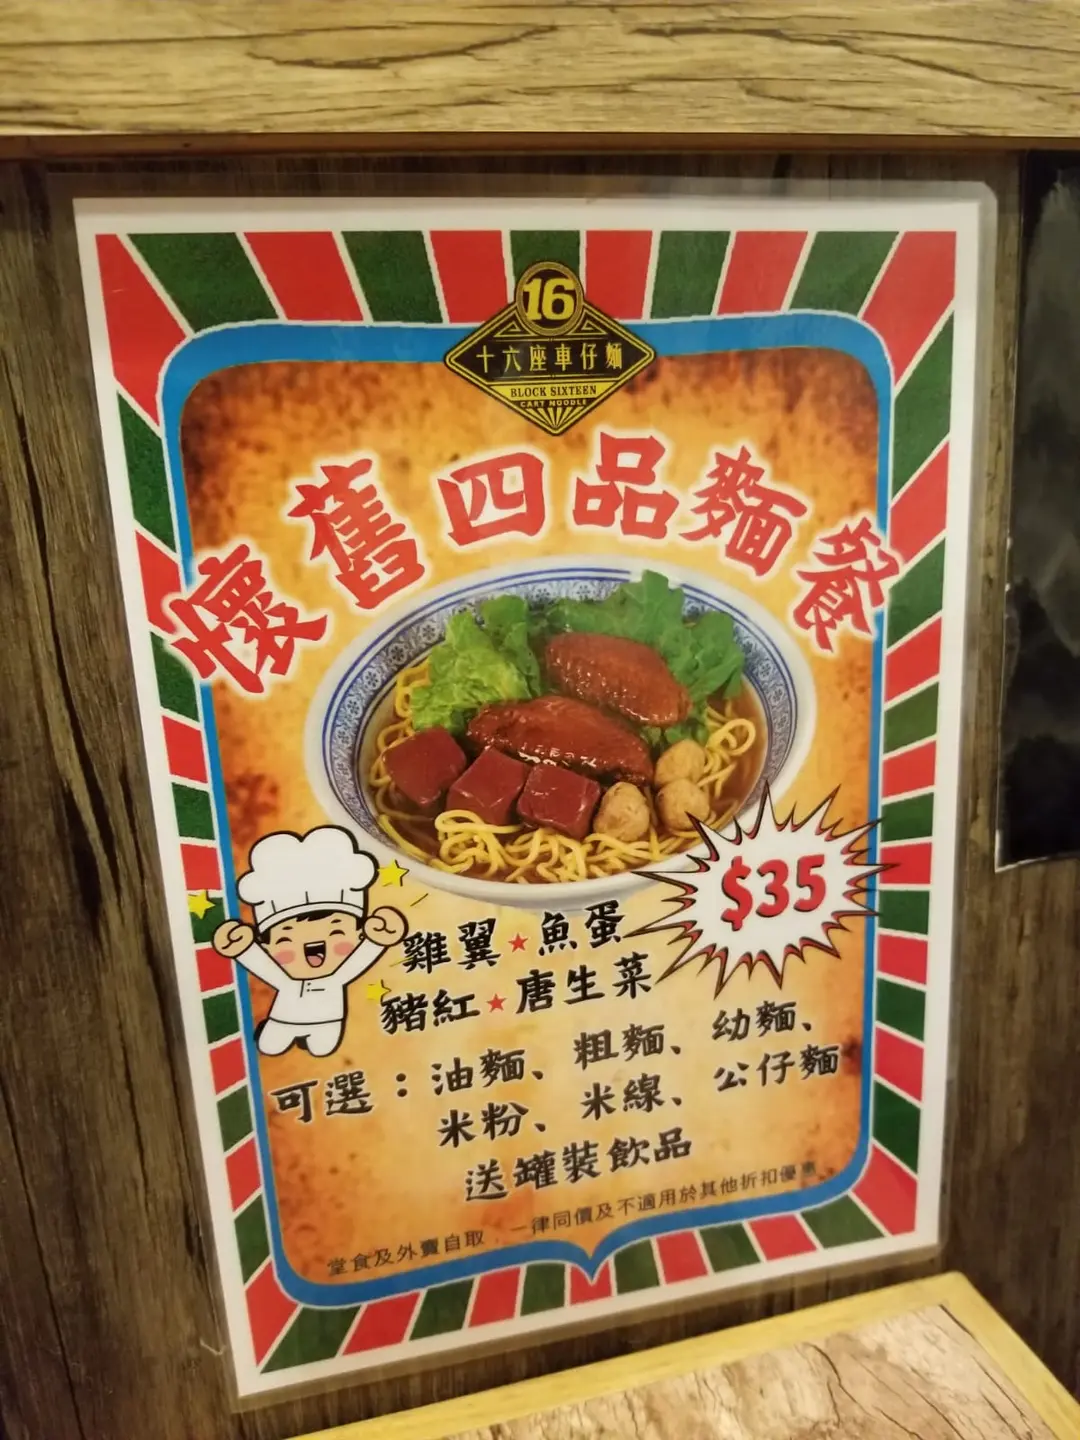 16
十六座車仔麵
BLOCK SIXTEEN
CART NOODLE
懷舊四品麵餐
$35
雞翼★魚蛋
豬紅★唐生菜
可選：油麵、粗麵、幼麵、
米粉、米線、公仔麵
送罐裝飲品
堂食及外賣自取，一律同價及不適用於其他折扣優惠